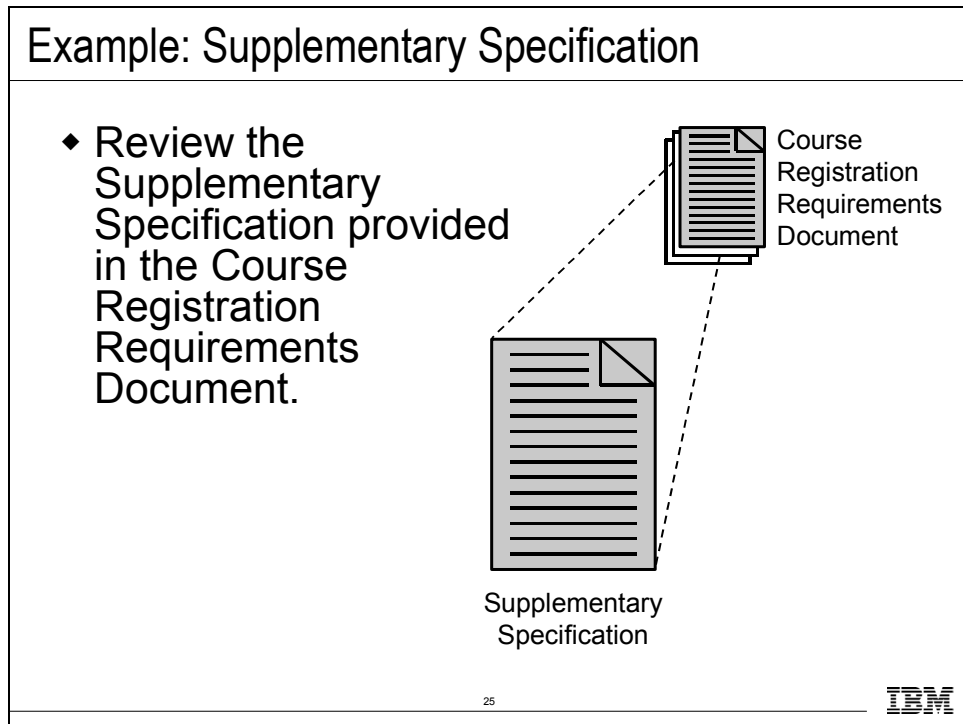 Example: Supplementary Specification
◆ Review the
Supplementary
Specification provided
in the Course
Registration
Requirements
Document.
Course
Registration
Requirements
Document
Supplementary
Specification
25
IBM